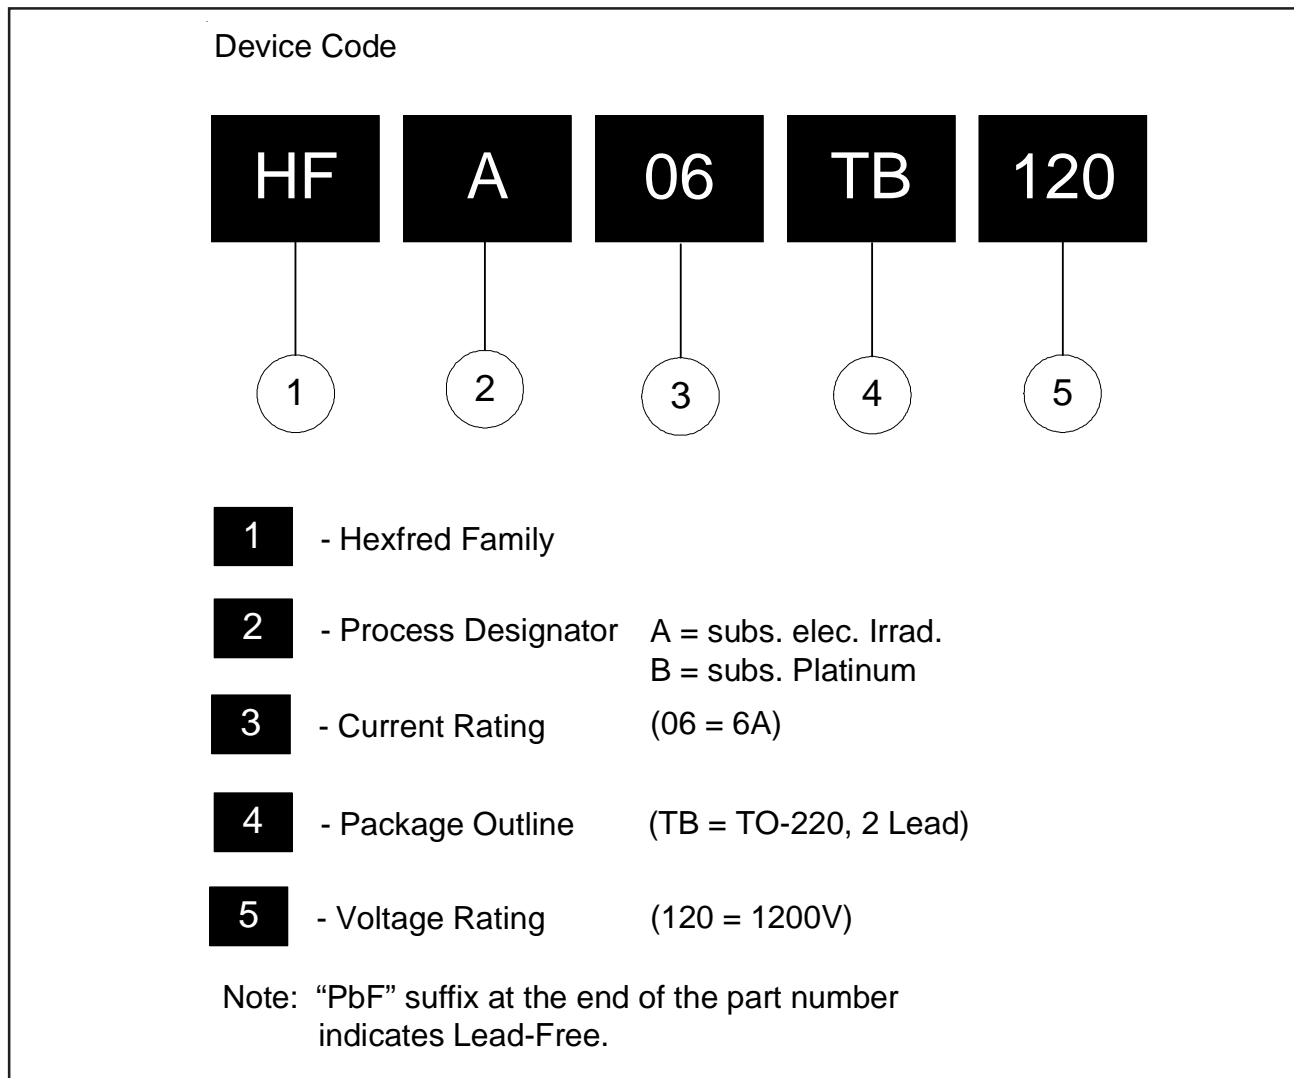 Device Code
HF A 06 TB 120
1 2 3 4 5
1 - Hexfred Family
2 - Process Designator A = subs. elec. Irrad.
B = subs. Platinum
3 - Current Rating (06 = 6A)
4 - Package Outline (TB = TO-220, 2 Lead)
5 - Voltage Rating (120 = 1200V)
Note: “PbF” suffix at the end of the part number
indicates Lead-Free.